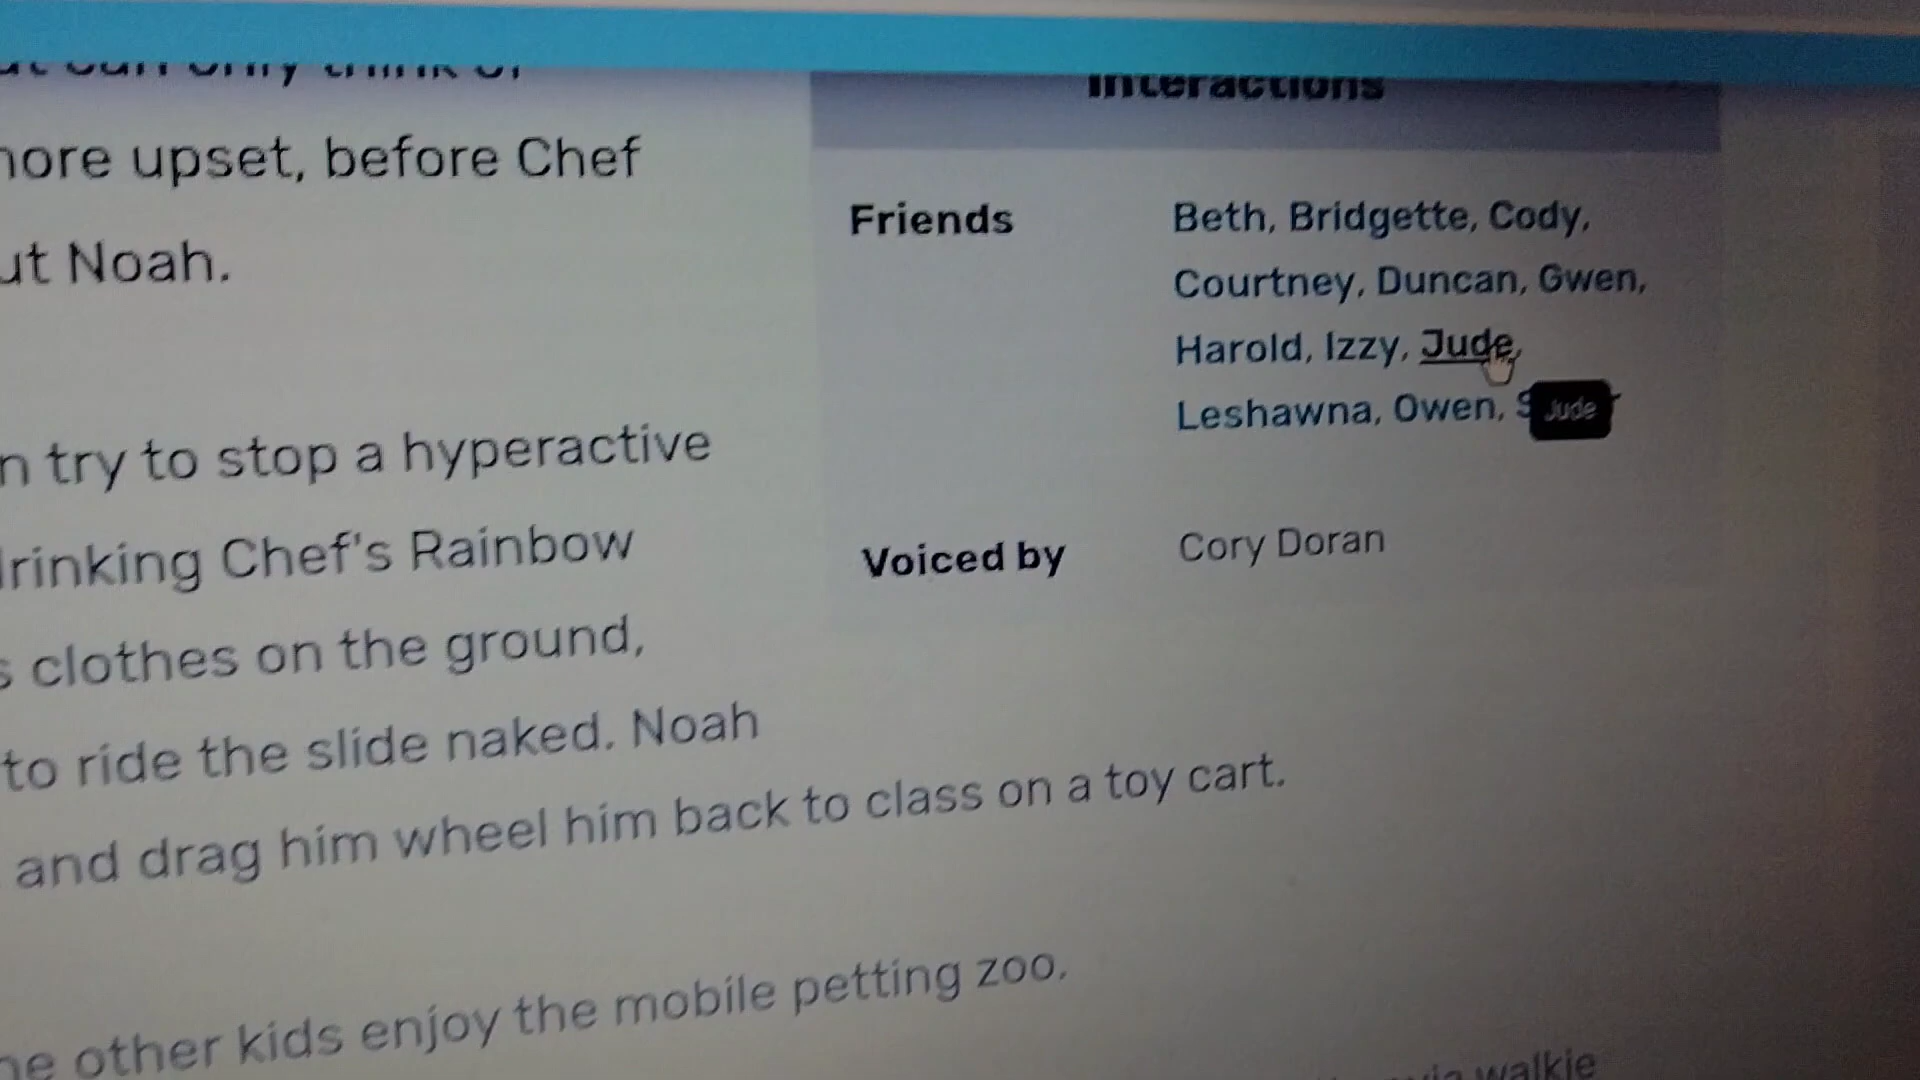 Interactions
more upset, before Chef
Noah.
try to stop a hyperactive
drinking Chef's Rainbow
clothes on the ground,
to ride the slide naked. Noah
and drag him wheel him back to class on a toy cart.
other kids enjoy the mobile petting zoo.
walkie
Friends
Beth, Bridgette, Cody,
Courtney, Duncan, Gwen,
Harold, Izzy, Jude,
Leshawna, Owen,
Jude
Voiced by
Cory Doran